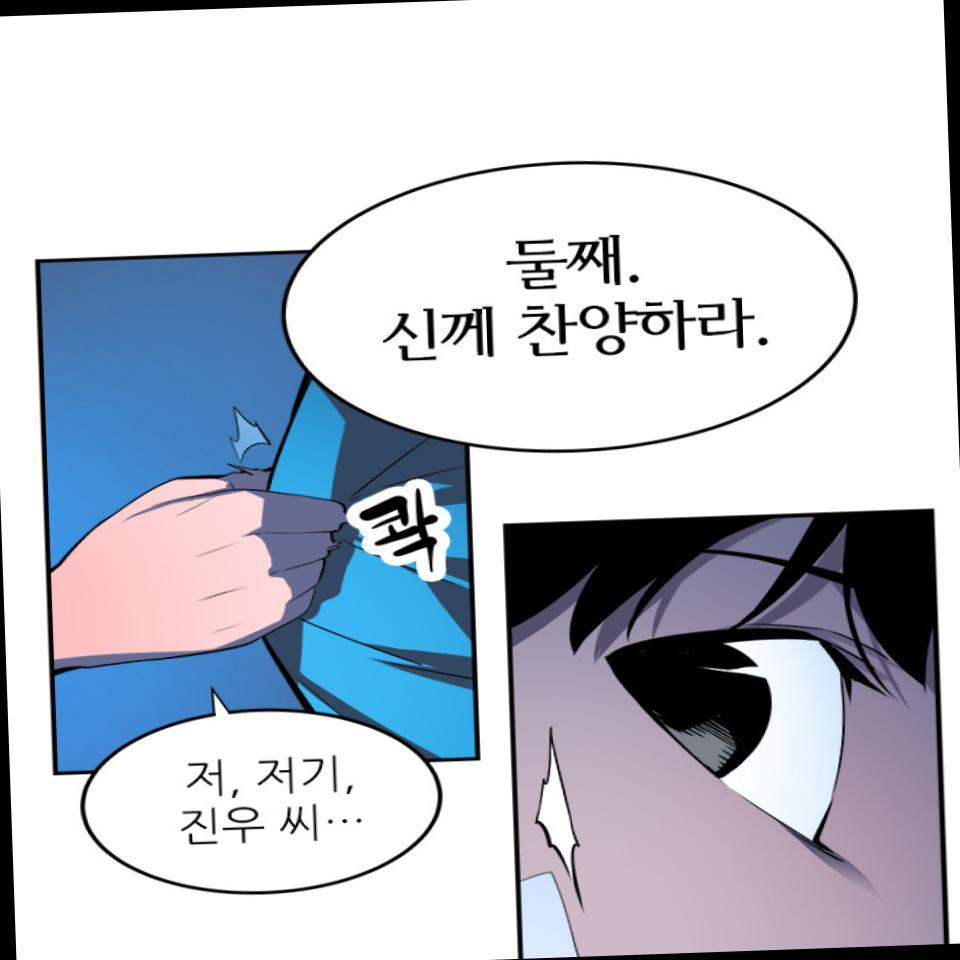 둘째.
신께 찬양하라.
콱
저, 저기,
진우 씨…